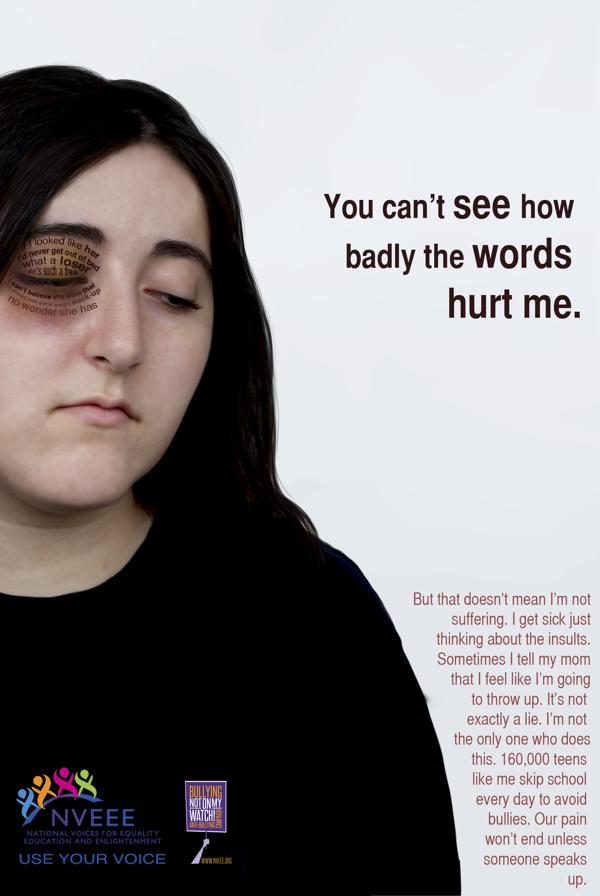 I looked like her
I'd never get out of bed
what a loser
she's such a freak
I can't believe she wore that
suck-up
no wonder she has
You can't see how
badly the words
hurt me.
But that doesn't mean I'm not
suffering. I get sick just
thinking about the insults.
Sometimes I tell my mom
that I feel like I'm going
to throw up. It's not
exactly a lie. I'm not
the only one who does
this. 160,000 teens
like me skip school
every day to avoid
bullies. Our pain
won't end unless
someone speaks
up.
NVEEE
NATIONAL VOICES FOR EQUALITY
EDUCATION AND ENLIGHTENMENT
USE YOUR VOICE
BULLYING
NOT ON MY
WATCH!
ANTI-BULLYING
CAMPAIGN
WWW.NVEEE.ORG